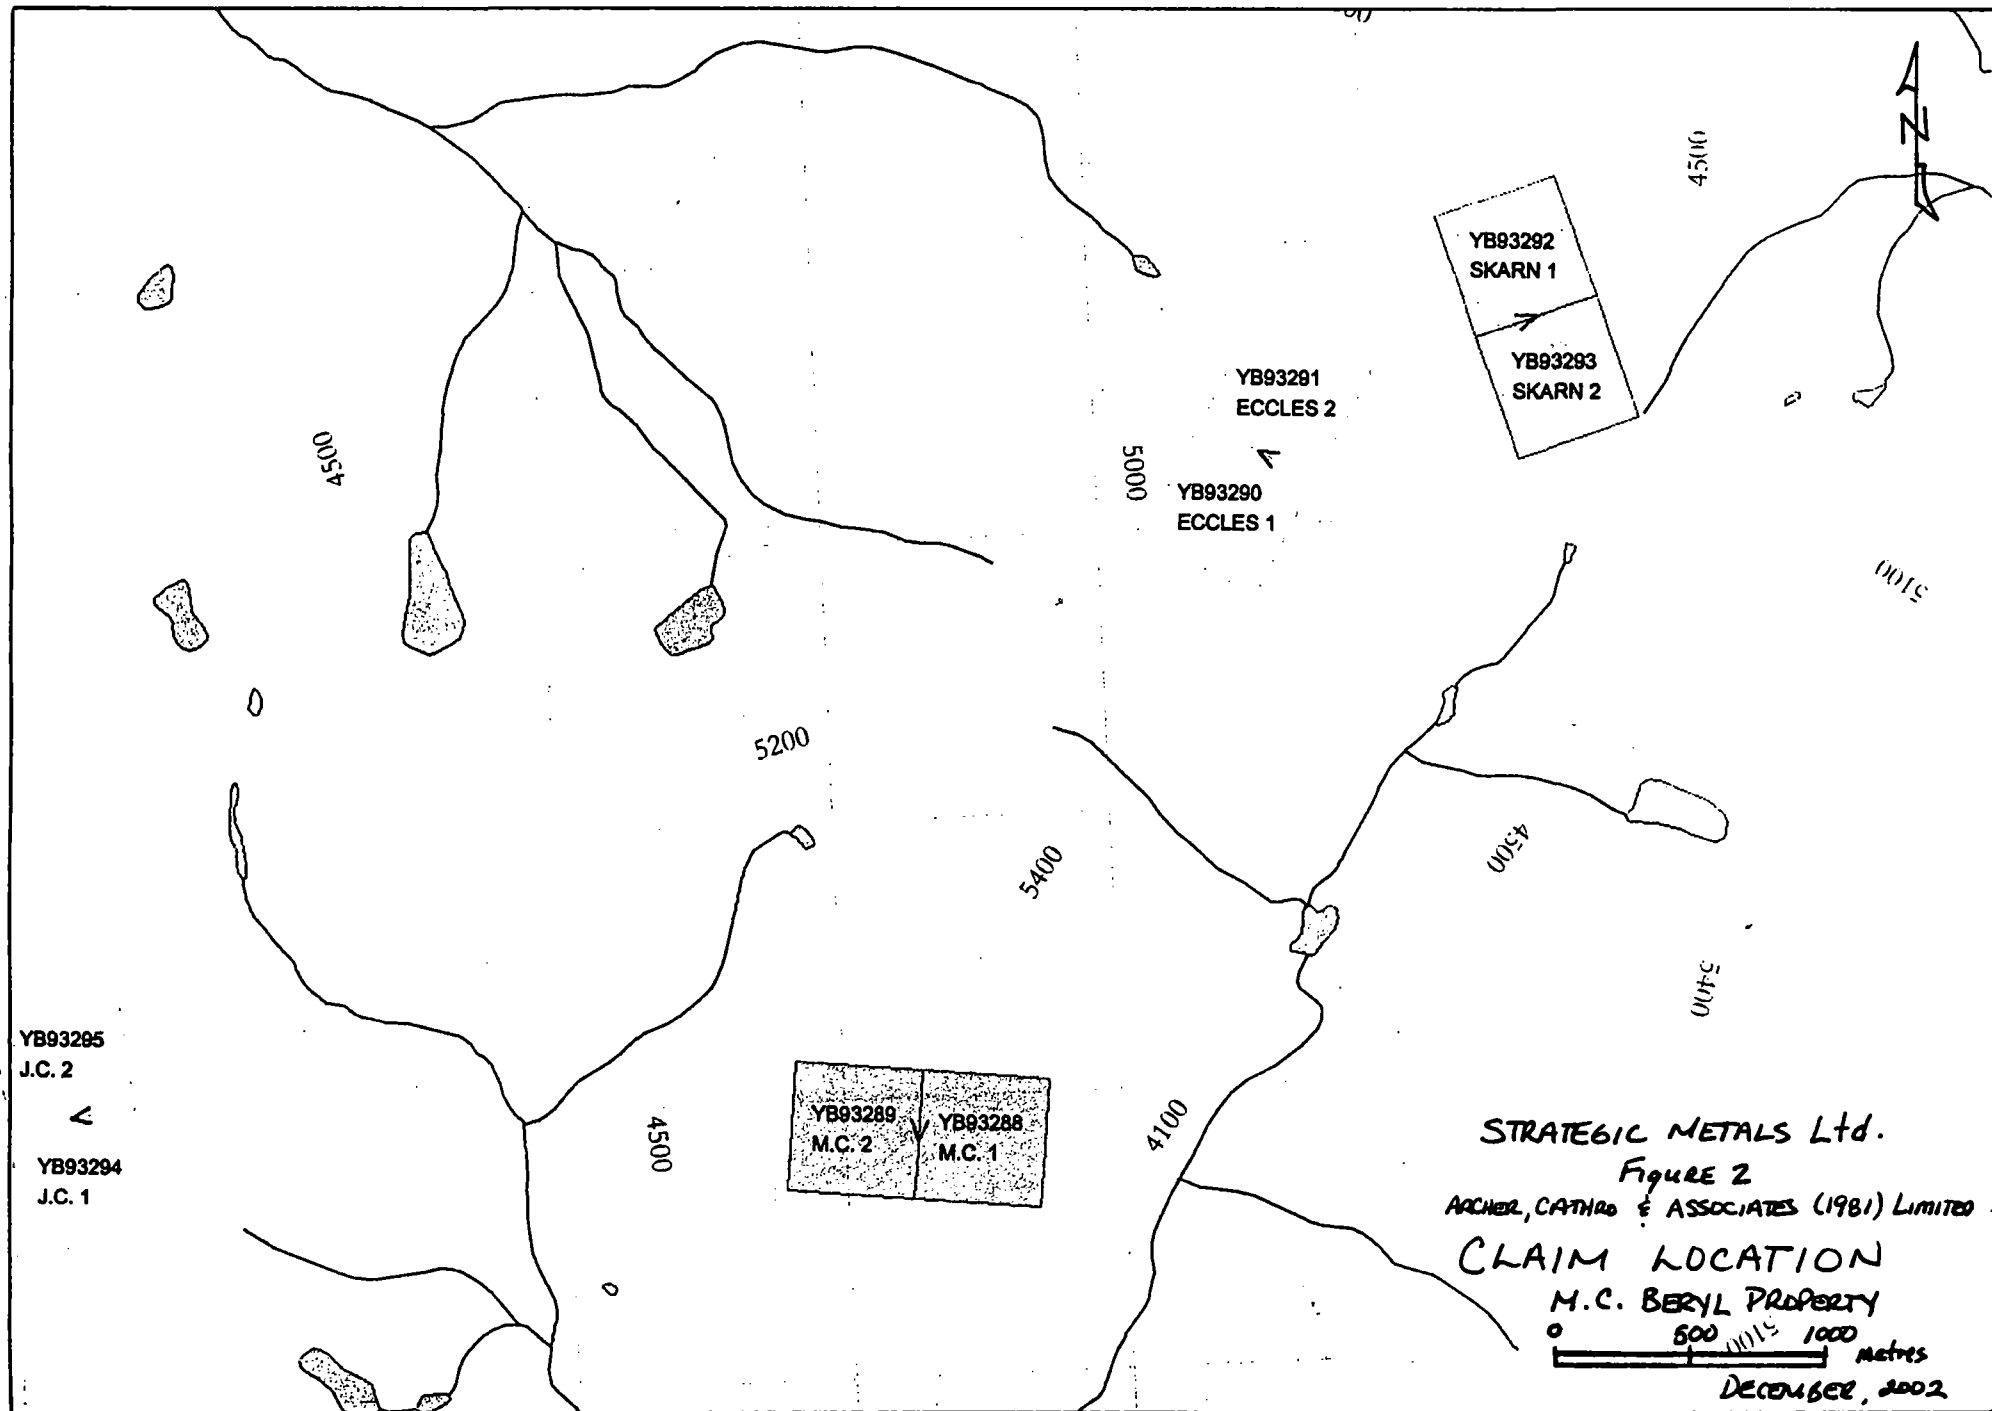 N
4500
YB93292
SKARN 1
YB93293
SKARN 2
YB93291
ECCLES 2
YB93290
ECCLES 1
4500
5000
5100
5200
5400
4500
5400
YB93295
J.C. 2
YB93294
J.C. 1
4500
YB93289
M.C. 2
YB93288
M.C. 1
4100
STRATEGIC METALS Ltd.
FIGURE 2
ARCHER, CATHRO & ASSOCIATES (1981) LIMITED
CLAIM LOCATION
M.C. BERYL PROPERTY
0 500 1000
Metres
5100
DECEMBER, 2002